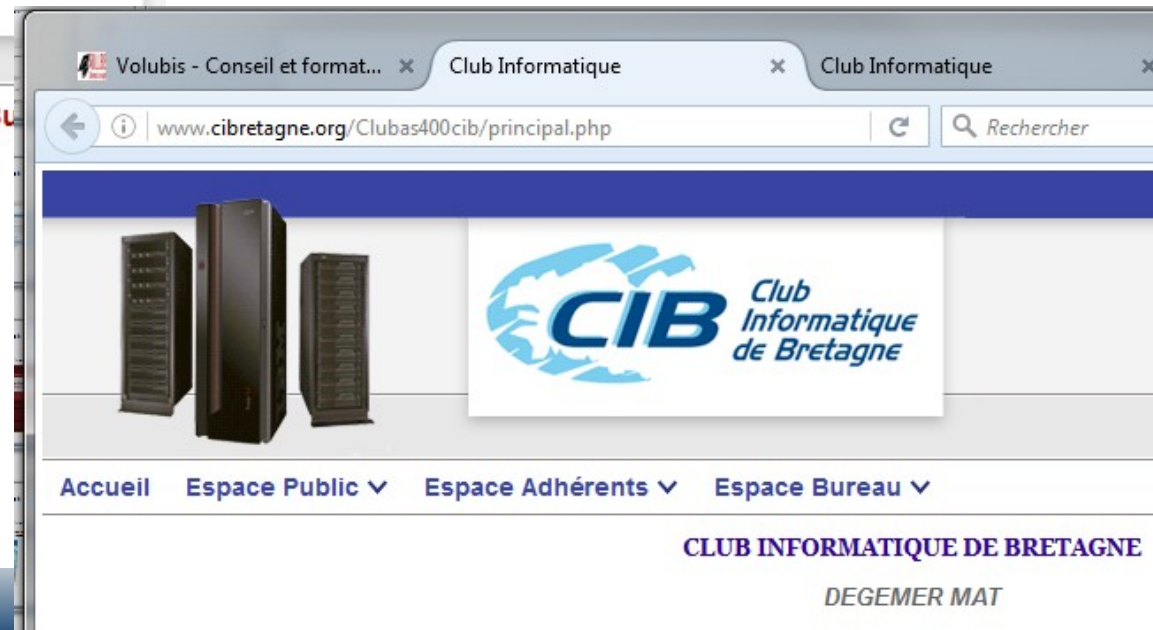 Volubis - Conseil et format...
Club Informatique
Club Informatique
www.cibretagne.org/Clubas400cib/principal.php
Rechercher
CIB
Club
Informatique
de Bretagne
Accueil Espace Public Espace Adhérents Espace Bureau
CLUB INFORMATIQUE DE BRETAGNE
DEGEMER MAT